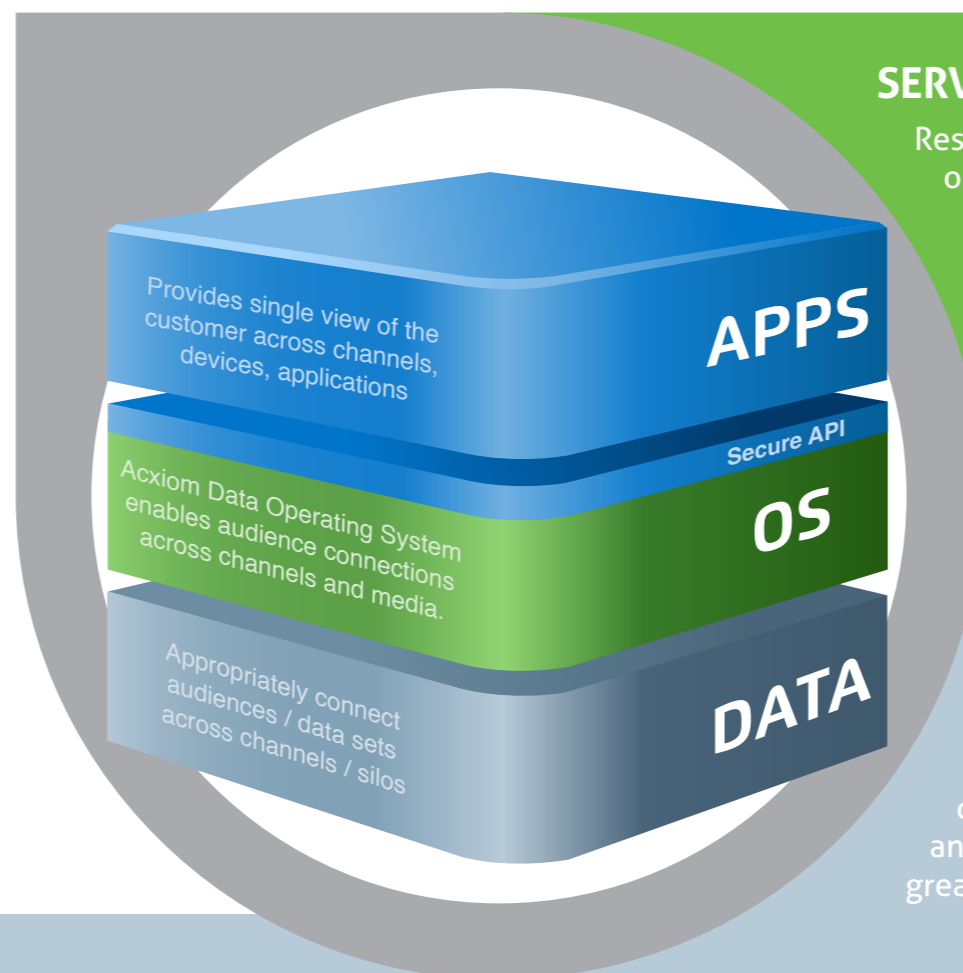 SERV
Res
o
Provides single view of the
customer across channels,
devices, applications
APPS
Secure API
Acxiom Data Operating System
enables audience connections
across channels and media.
OS
Appropriately connect
audiences / data sets
across channels / silos
DATA
an
grea